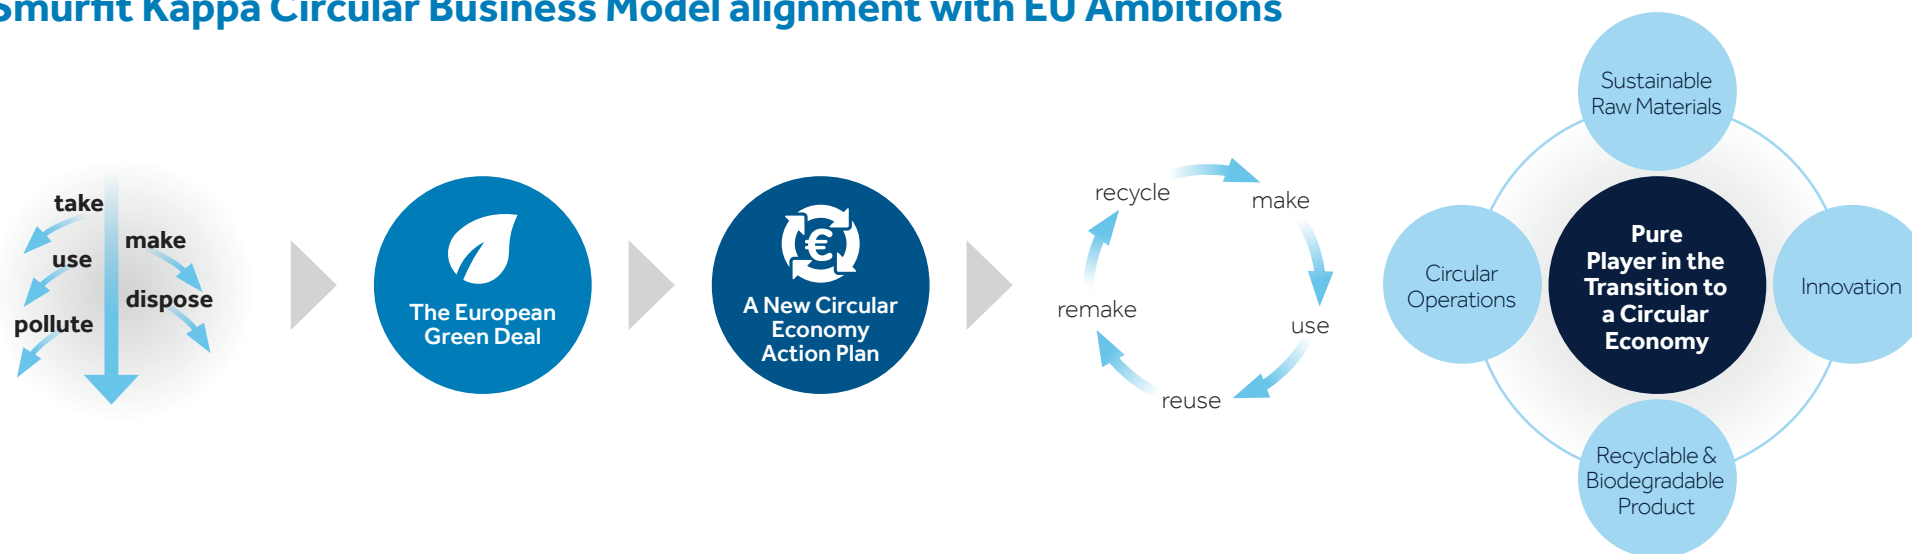 Smurfit Kappa Circular Business Model alignment with EU Ambitions
take
make
use
dispose
pollute
The European
Green Deal
€
A New Circular
Economy
Action Plan
recycle
make
use
reuse
remake
Sustainable
Raw Materials
Circular
Operations
Pure
Player in the
Transition to
a Circular
Economy
Innovation
Recyclable &
Biodegradable
Product